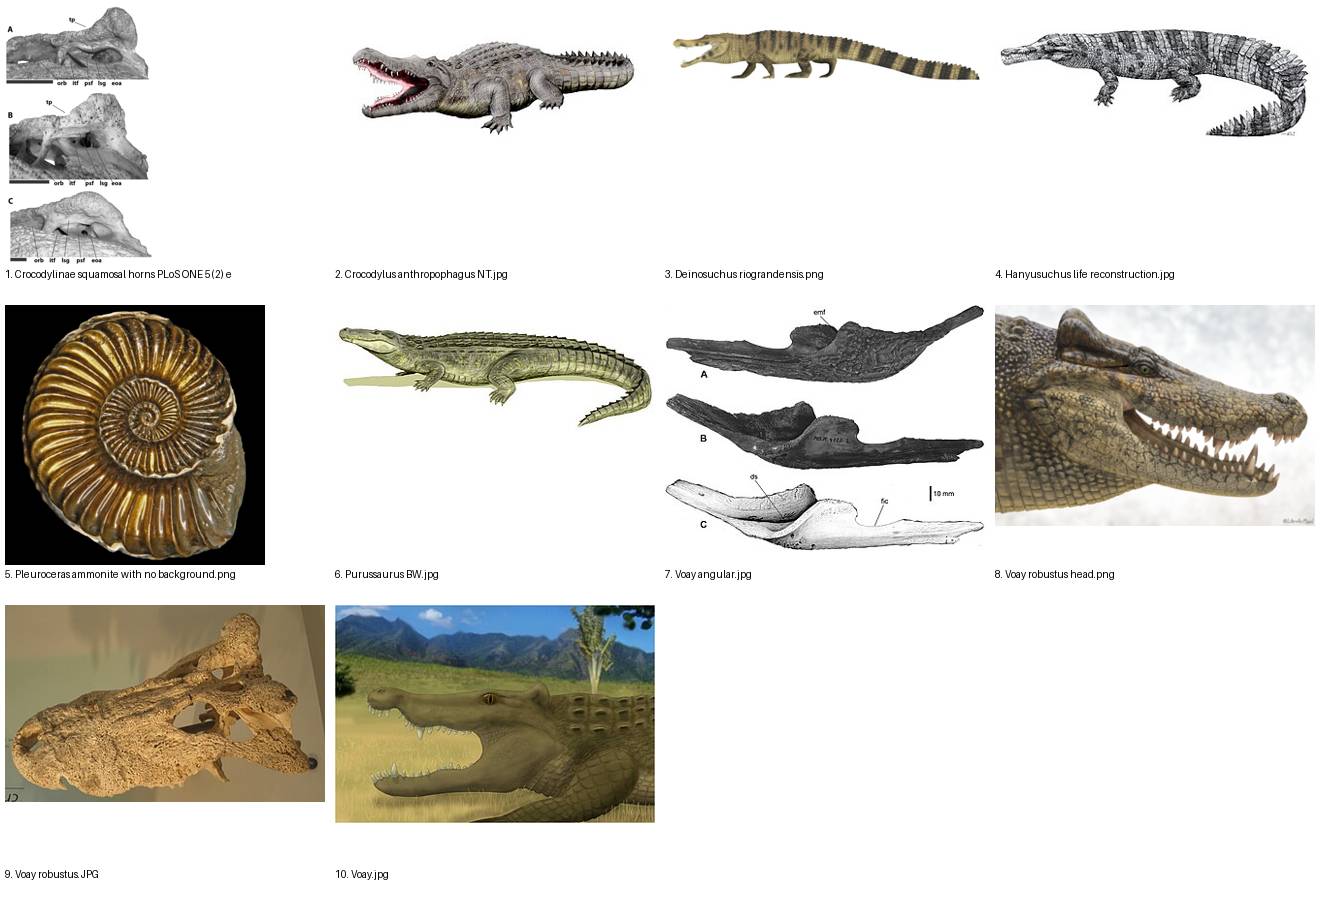 tp
A
orb itf psf lsg eoa
tp
B
orb itf psf lsg eoa
C
orb itf lsg psf eoa
1. Crocodylinae squamosal horns PLoS ONE 5 (2) e
2. Crocodylus anthropophagus NT.jpg
3. Deinosuchus riograndensis.png
4. Hanyusuchus life reconstruction.jpg
emf
A
B
ds
fic
10 mm
C
5. Pleuroceras ammonite with no background.png
6. Purussaurus BW.jpg
7. Voay angular.jpg
8. Voay robustus head.png
9. Voay robustus.JPG
10. Voay.jpg